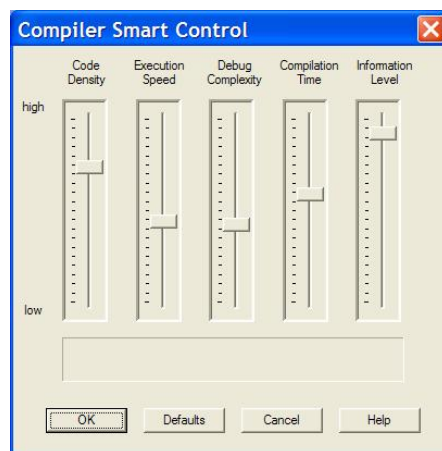 Compiler Smart Control
Code Density
Execution Speed
Debug Complexity
Compilation Time
Information Level
high
low
OK
Defaults
Cancel
Help